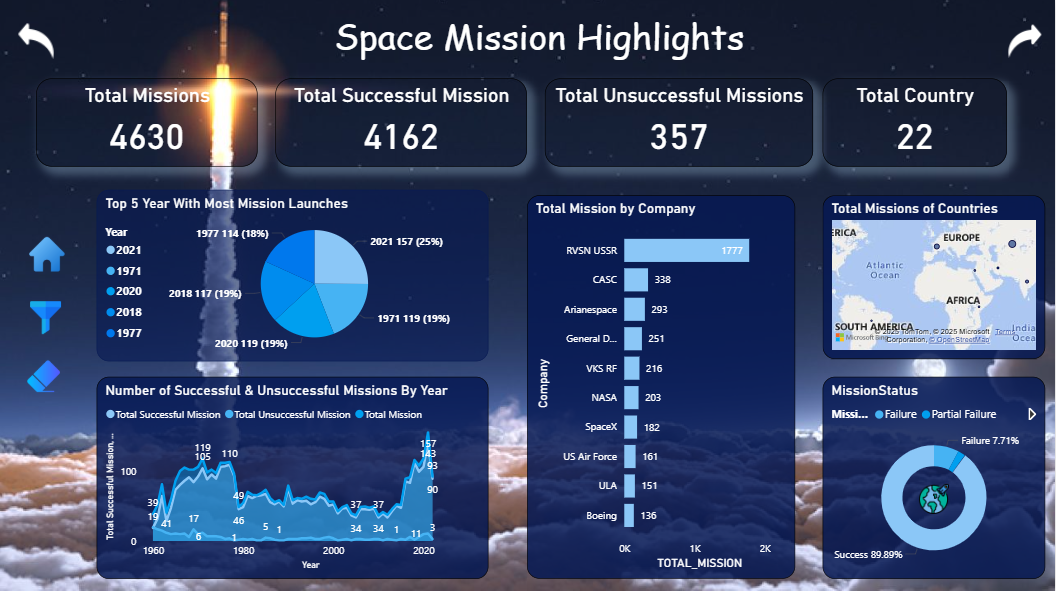 Space Mission Highlights
Total Missions
4630
Total Successful Mission
4162
Total Unsuccessful Missions
357
Total Country
22
Top 5 Year With Most Mission Launches
Year
2021
1971
2020
2018
1977
1977 114 (18%)
2021 157 (25%)
2018 117 (19%)
1971 119 (19%)
2020 119 (19%)
Number of Successful & Unsuccessful Missions By Year
Total Successful Mission Total Unsuccessful Mission Total Mission
Total Successful Mission, ...
100
0
39
19
41
119
105
17
6
110
49
46
1
5
1
37
34
37
34
1
11
157
143
93
90
3
1960 1980 2000 2020
Year
Total Mission by Company
Company
RVSN USSR 1777
CASC 338
Arianespace 293
General D... 251
VKS RF 216
NASA 203
SpaceX 182
US Air Force 161
ULA 151
Boeing 136
0K 1K 2K
TOTAL_MISSION
Total Missions of Countries
ERICA
EUROPE
Atlantic
Ocean
AFRICA
SOUTH AMERICA
India
Ocea
Microsoft Bing
© 2025 TomTom, © 2025 Microsoft Terms
Corporation, © OpenStreetMap
MissionStatus
Missi... Failure Partial Failure
Failure 7.71%
Success 89.89%